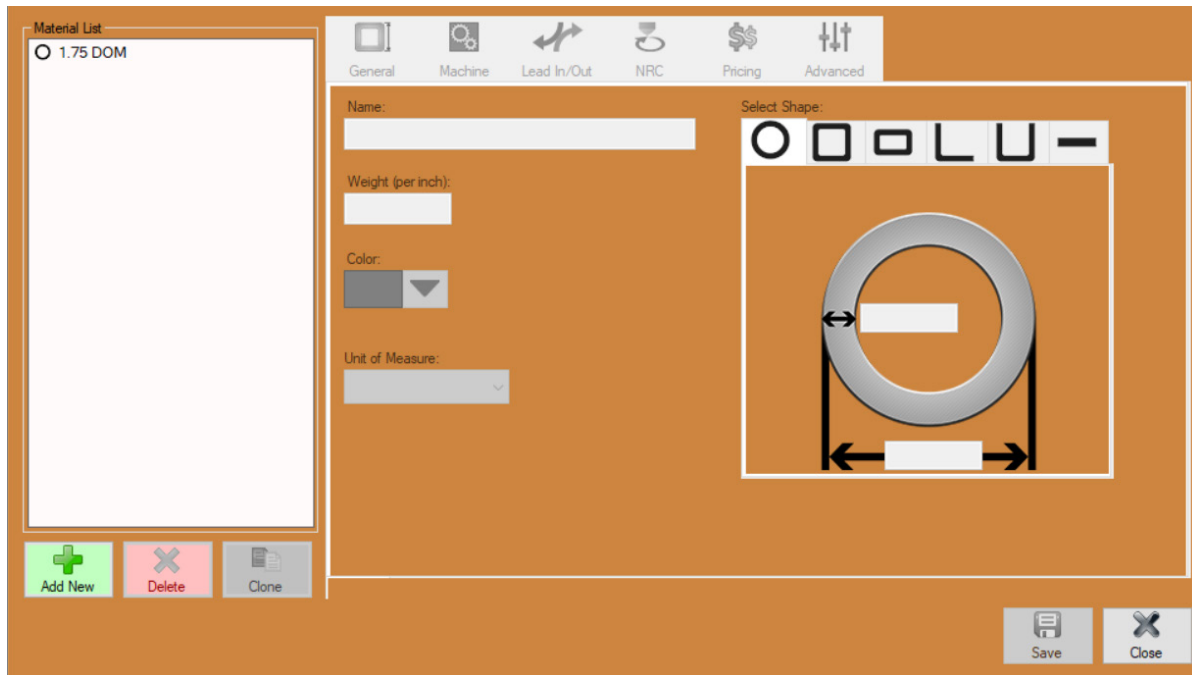 Material List
1.75 DOM
General Machine Lead In/Out NRC Pricing Advanced
Name:
Select Shape:
Weight (per inch):
Color:
Unit of Measure:
Add New Delete Clone
Save Close